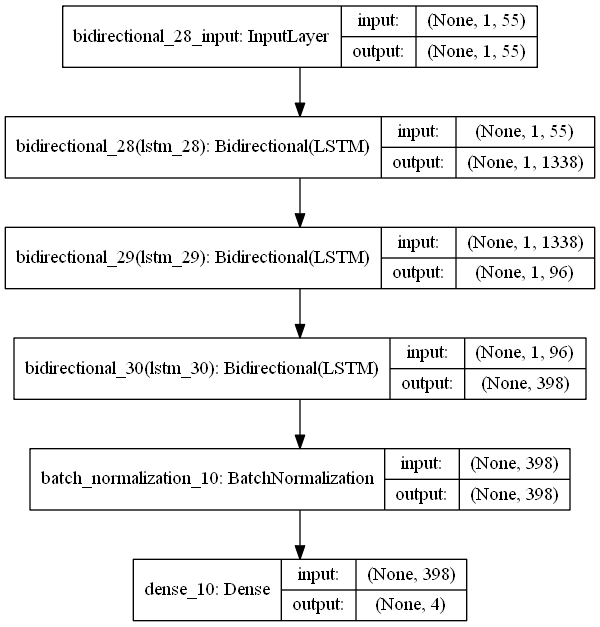 bidirectional_28_input: InputLayer
input: (None, 1, 55)
output: (None, 1, 55)
bidirectional_28(lstm_28): Bidirectional(LSTM)
input: (None, 1, 55)
output: (None, 1, 1338)
bidirectional_29(lstm_29): Bidirectional(LSTM)
input: (None, 1, 1338)
output: (None, 1, 96)
bidirectional_30(lstm_30): Bidirectional(LSTM)
input: (None, 1, 96)
output: (None, 398)
batch_normalization_10: BatchNormalization
input: (None, 398)
output: (None, 398)
dense_10: Dense
input: (None, 398)
output: (None, 4)